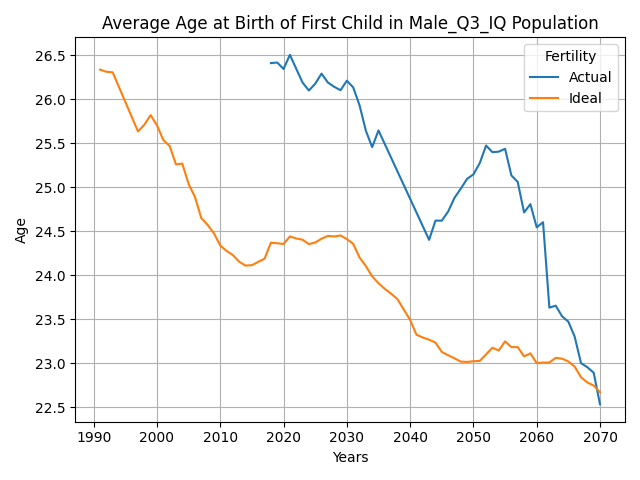 Average Age at Birth of First Child in Male_Q3_IQ Population
Fertility
Actual
Ideal
Age
26.5
26.0
25.5
25.0
24.5
24.0
23.5
23.0
22.5
1990 2000 2010 2020 2030 2040 2050 2060 2070
Years